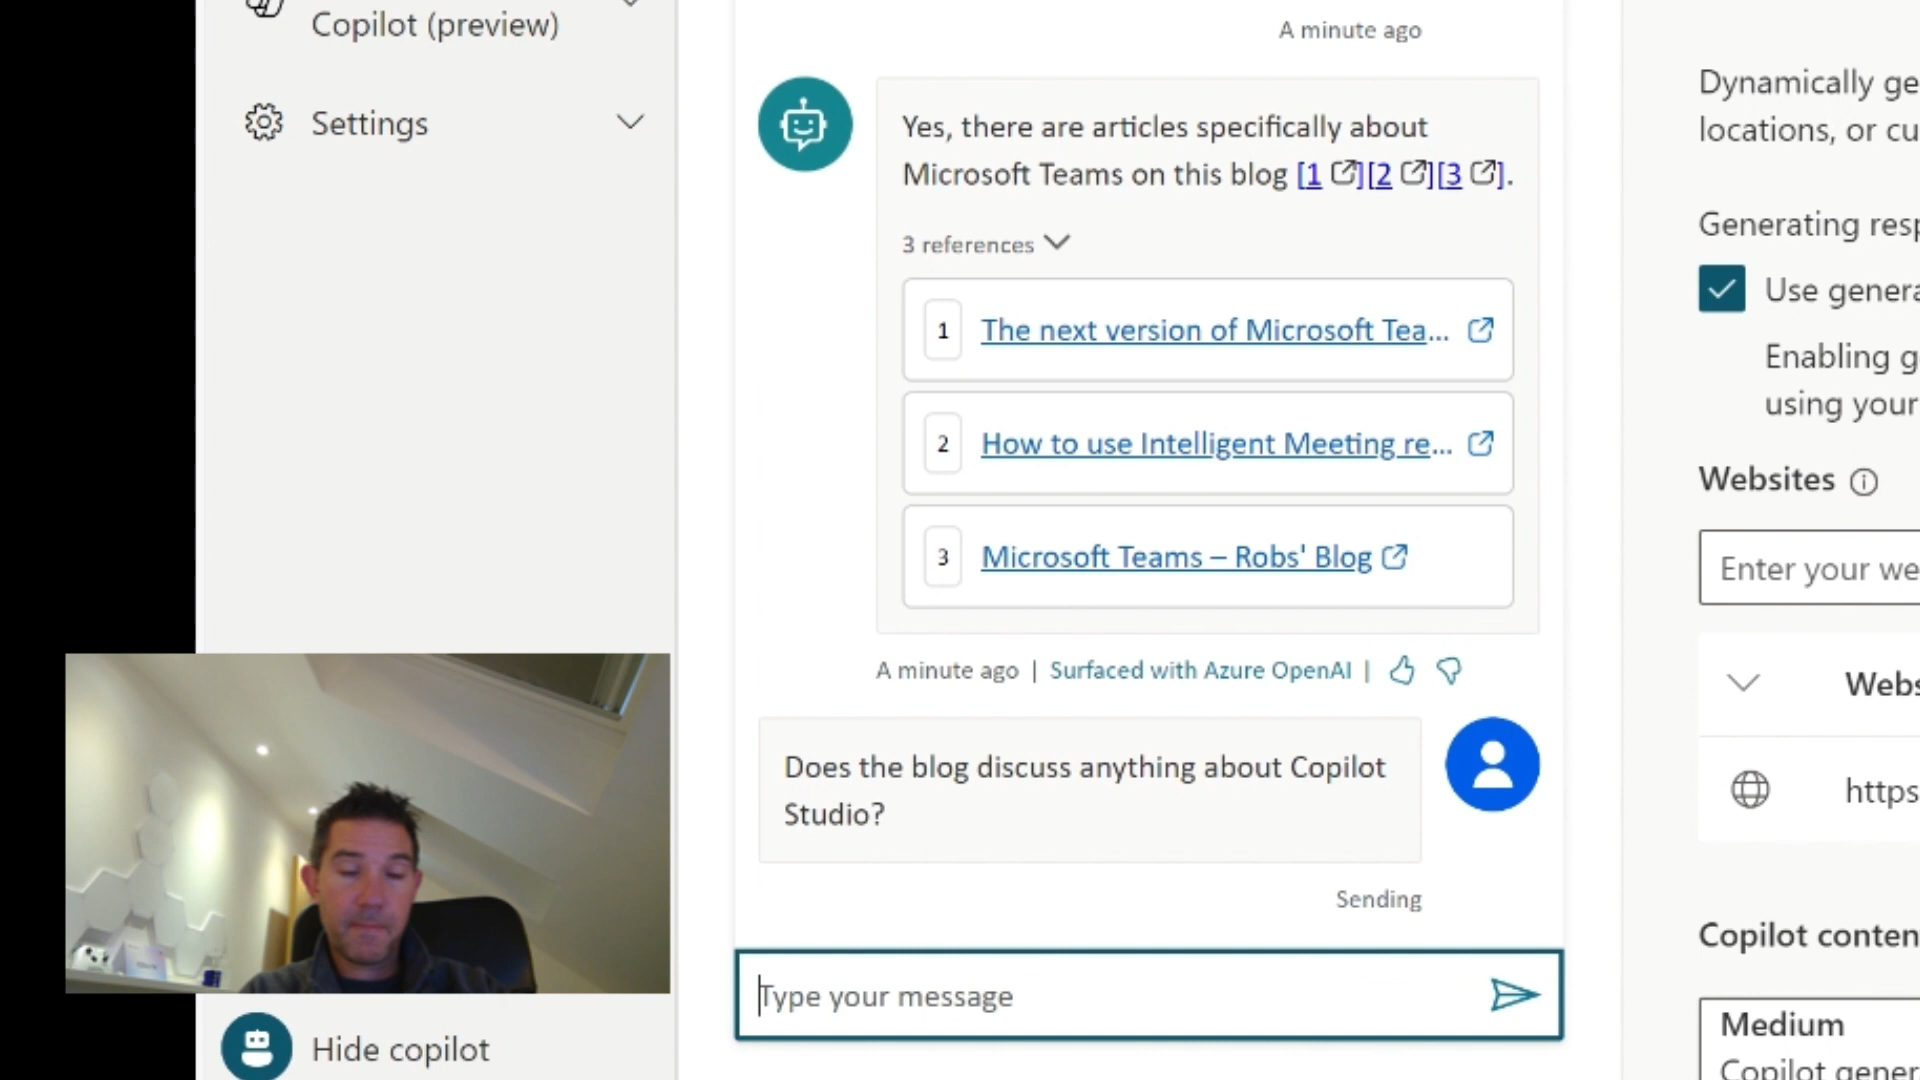 Copilot (preview)
Settings
Hide copilot
A minute ago
Yes, there are articles specifically about
Microsoft Teams on this blog [1][2][3].
3 references
1 The next version of Microsoft Tea...
2 How to use Intelligent Meeting re...
3 Microsoft Teams – Robs' Blog
A minute ago | Surfaced with Azure OpenAI |
Does the blog discuss anything about Copilot
Studio?
Sending
Type your message
Dynamically ge
locations, or cu
Generating resp
Use genera
Enabling g
using your
Websites
Enter your we
Webs
https
Copilot conten
Medium
Copilot gener